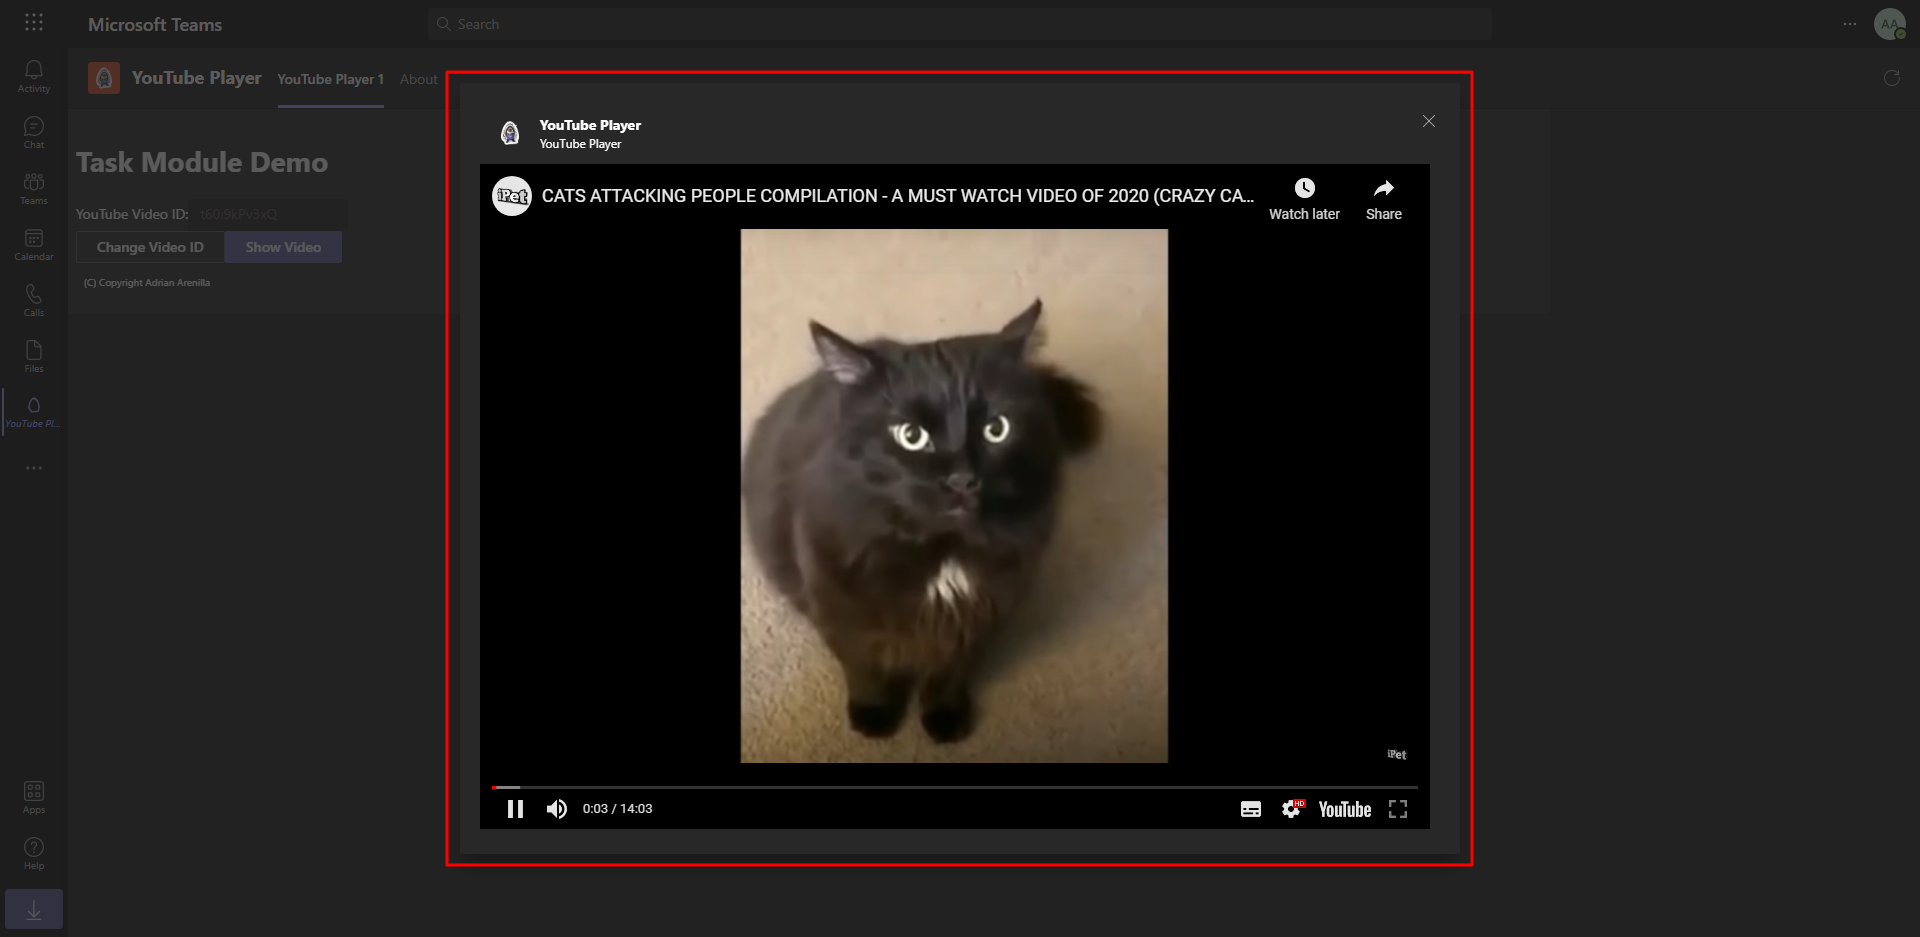 Microsoft Teams
Search
AA
Activity
Chat
Teams
Calendar
Calls
Files
YouTube Pl...
Apps
Help
YouTube Player
YouTube Player 1
About
Task Module Demo
YouTube Video ID: t60i9kPv3xQ
Change Video ID
Show Video
(C) Copyright Adrian Arenilla
YouTube Player
YouTube Player
iPet
CATS ATTACKING PEOPLE COMPILATION - A MUST WATCH VIDEO OF 2020 (CRAZY CA...
Watch later
Share
iPet
0:03 / 14:03
HD
YouTube